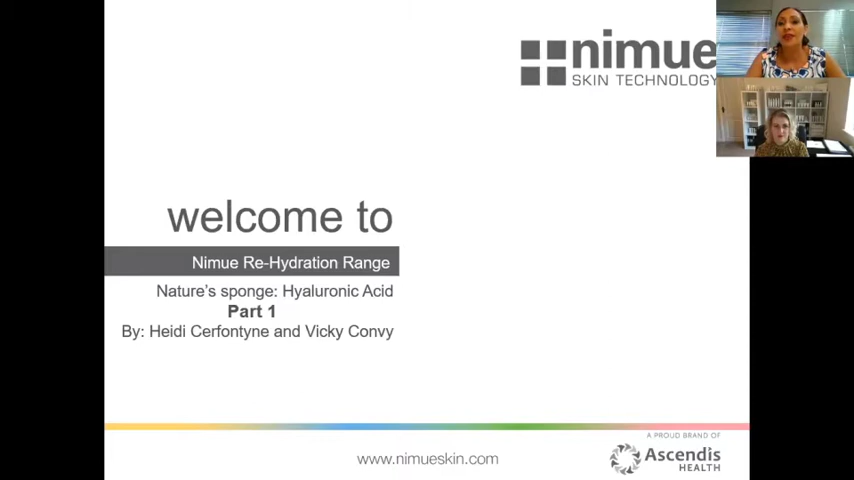 nimue
SKIN TECHNOLOGY
welcome to
Nimue Re-Hydration Range
Nature's sponge: Hyaluronic Acid
Part 1
By: Heidi Cerfontyne and Vicky Convy
A PROUD BRAND OF
www.nimueskin.com
Ascendis
HEALTH